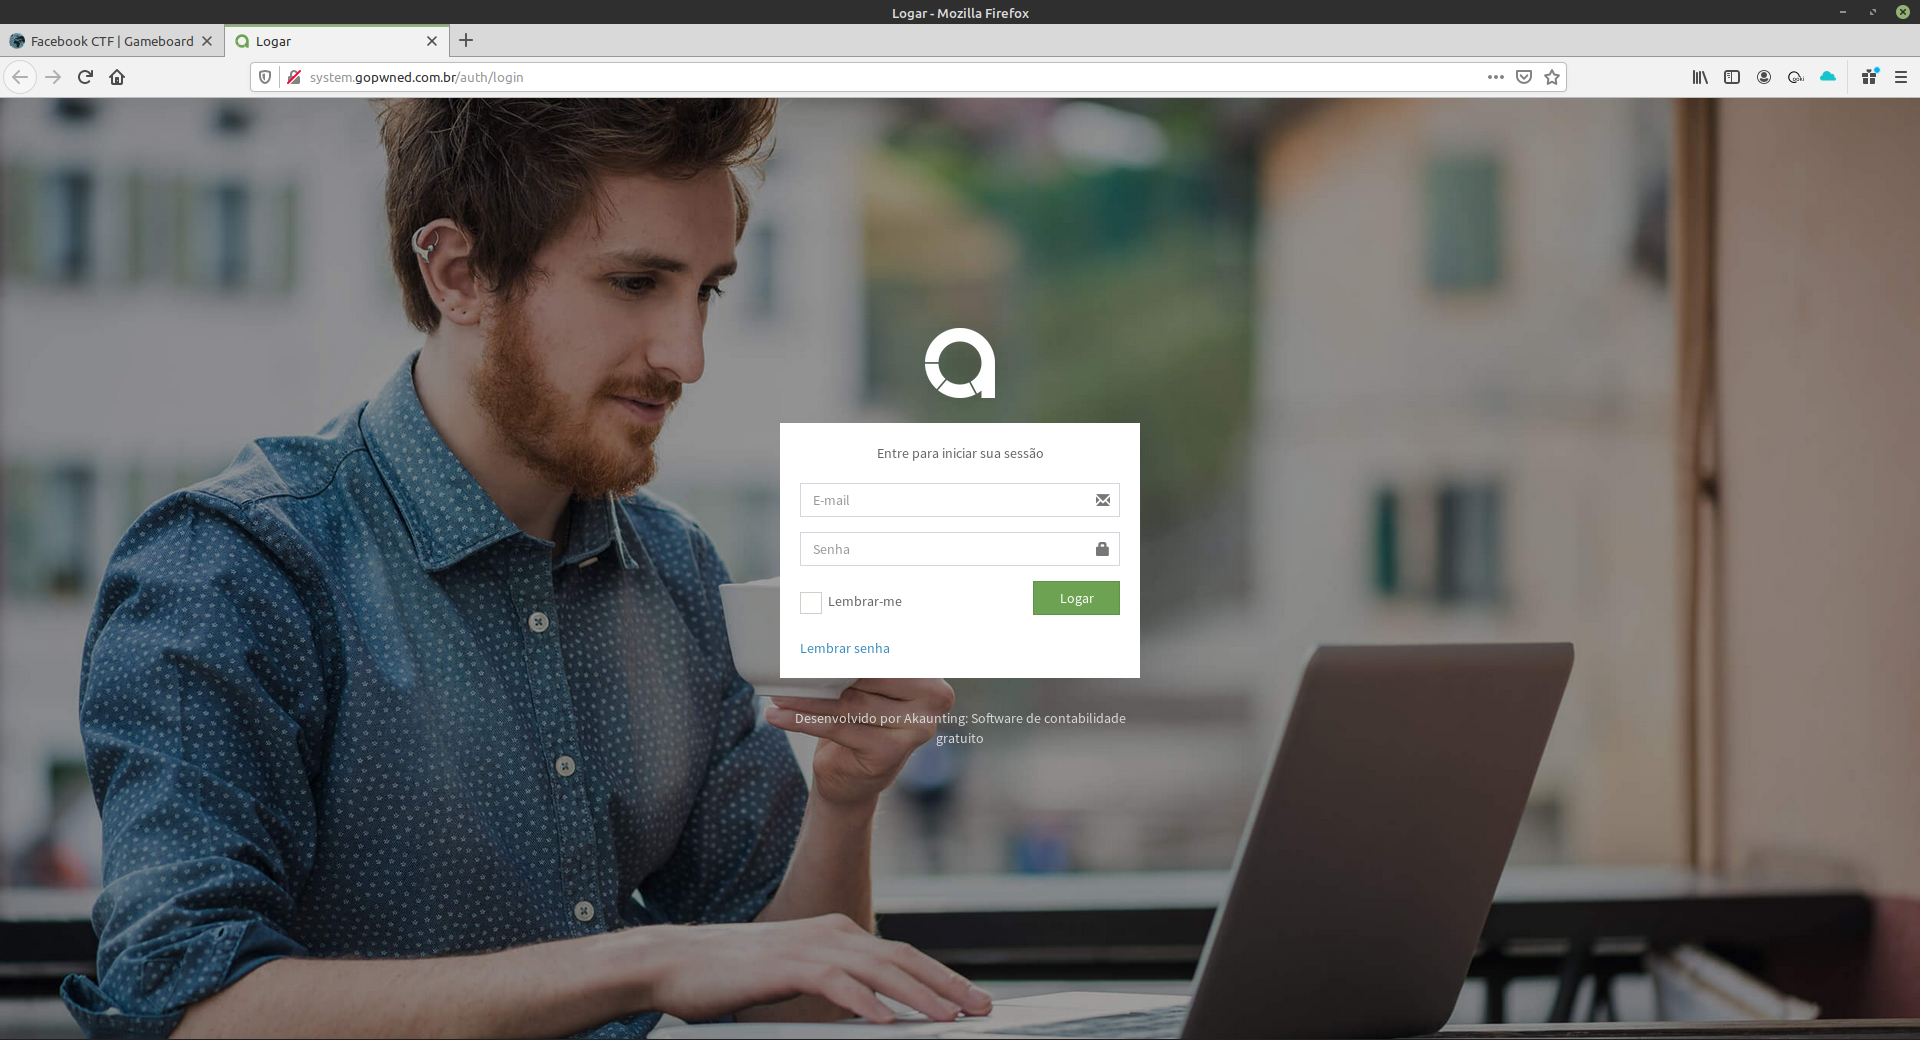 Logar - Mozilla Firefox
Facebook CTF | Gameboard
Logar
system.gopwned.com.br/auth/login
Entre para iniciar sua sessão
E-mail
Senha
Lembrar-me
Logar
Lembrar senha
Desenvolvido por Akaunting: Software de contabilidade
gratuito